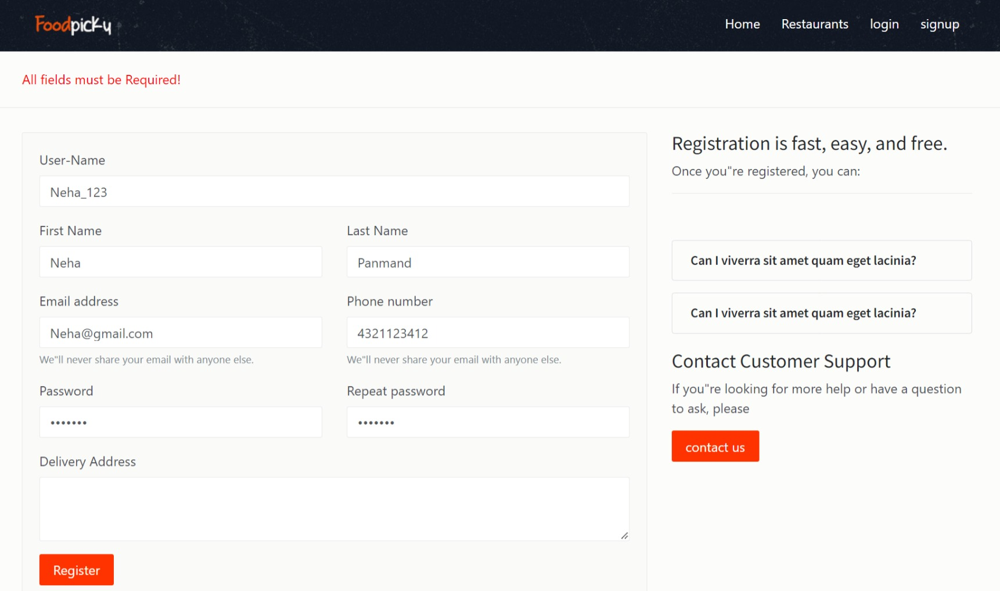 Foodpicky
Home Restaurants login signup
All fields must be Required!
User-Name
Neha_123
First Name Last Name
Neha Panmand
Email address Phone number
Neha@gmail.com 4321123412
We"ll never share your email with anyone else. We"ll never share your email with anyone else.
Password Repeat password
••••••• •••••••
Delivery Address
Register
Registration is fast, easy, and free.
Once you"re registered, you can:
Can I viverra sit amet quam eget lacinia?
Can I viverra sit amet quam eget lacinia?
Contact Customer Support
If you"re looking for more help or have a question
to ask, please
contact us